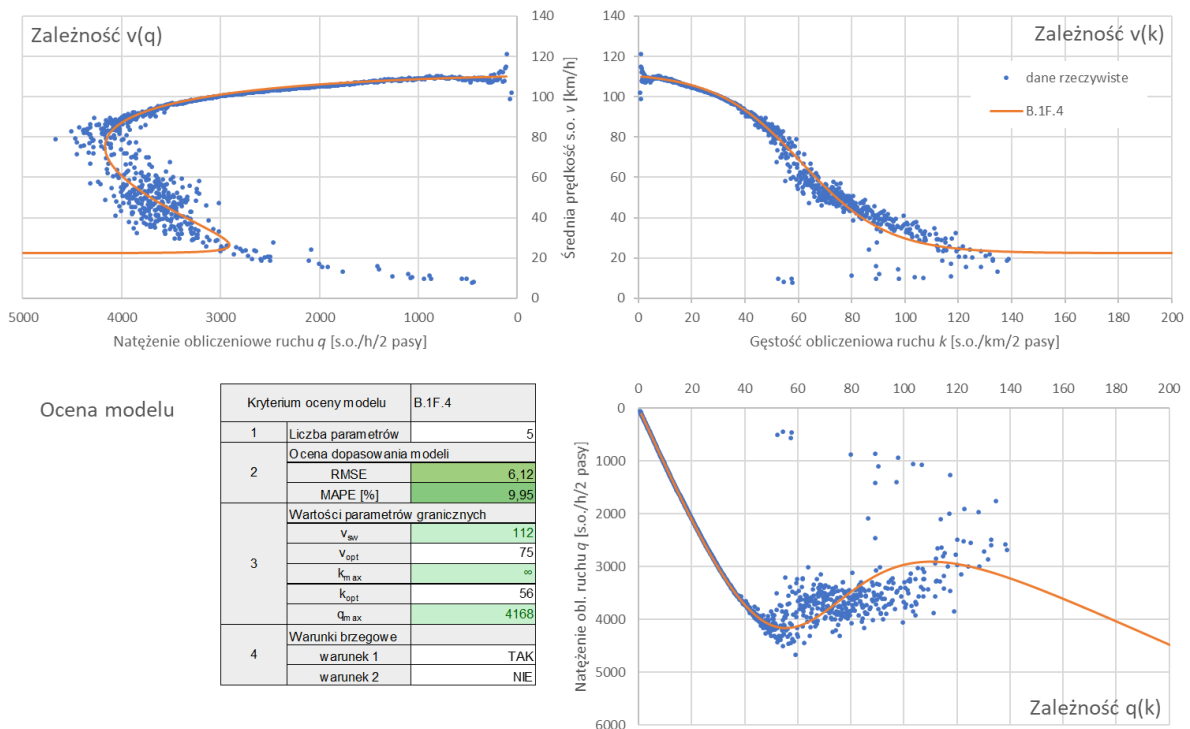 Zależność v(q)
140
120
100
80
60
40
20
0
Średnia prędkość s.o. v [km/h]
5000 4000 3000 2000 1000 0
Natężenie obliczeniowe ruchu q [s.o./h/2 pasy]
Zależność v(k)
dane rzeczywiste
B.1F.4
140
120
100
80
60
40
20
0
0 20 40 60 80 100 120 140 160 180 200
Gęstość obliczeniowa ruchu k [s.o./km/2 pasy]
Ocena modelu
Kryterium oceny modelu B.1F.4
1 Liczba parametrów 5
2 Ocena dopasowania modeli
RMSE 6,12
MAPE [%] 9,95
3 Wartości parametrów granicznych
v_sw 112
v_opt 75
k_max ∞
k_opt 56
q_max 4168
4 Warunki brzegowe
warunek 1 TAK
warunek 2 NIE
0 20 40 60 80 100 120 140 160 180 200
0
1000
2000
3000
4000
5000
6000
Natężenie obl. ruchu q [s.o./h/2 pasy]
Zależność q(k)